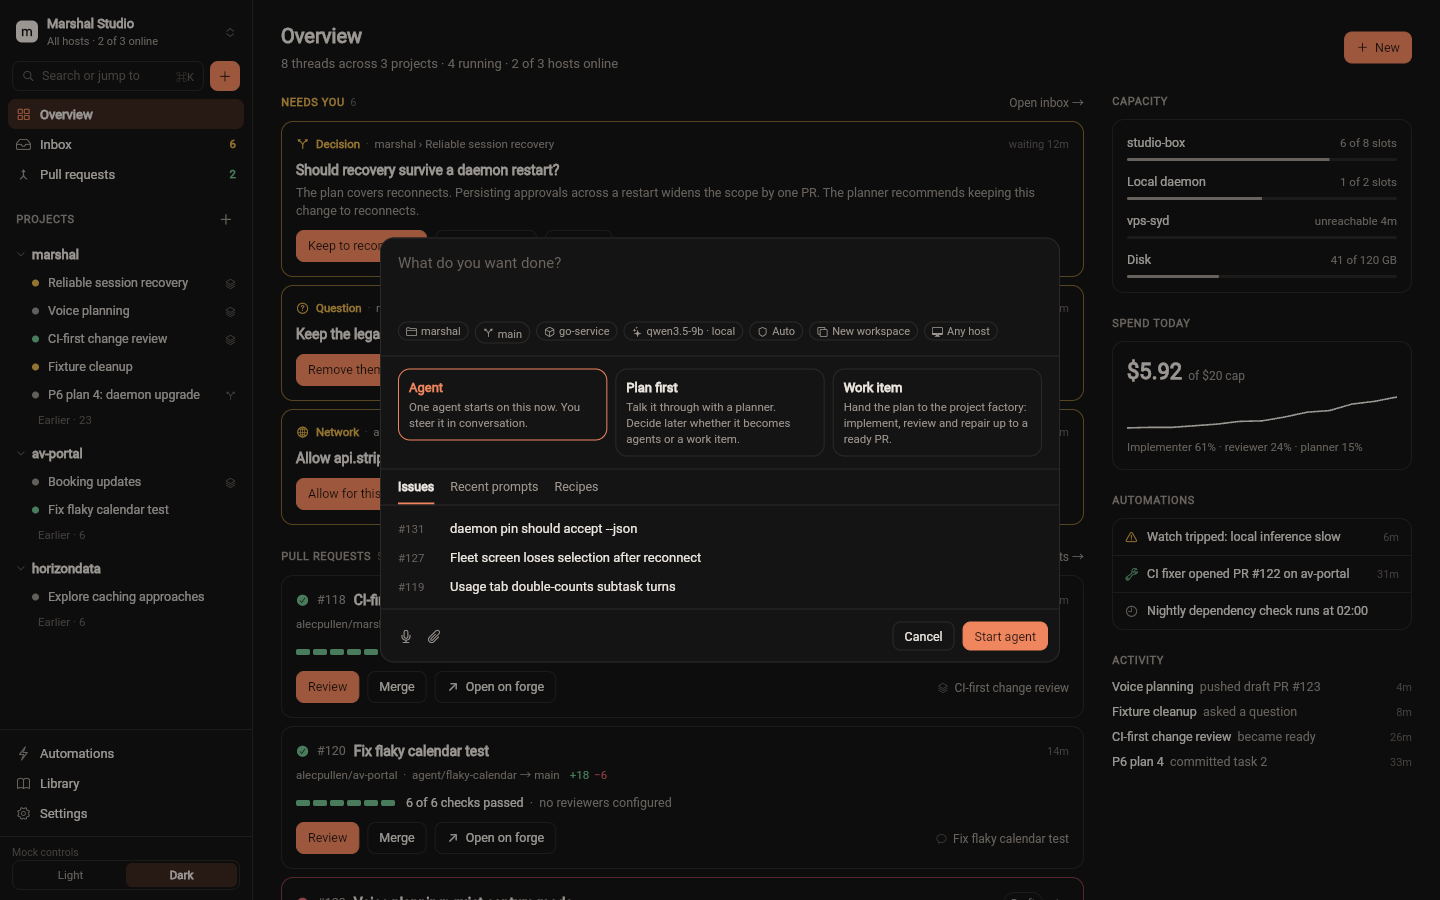 Marshal Studio
All hosts · 2 of 3 online
Search or jump to ⌘K
Overview
Inbox 6
Pull requests 2
PROJECTS
marshal
Reliable session recovery
Voice planning
CI-first change review
Fixture cleanup
P6 plan 4: daemon upgrade
Earlier · 23
av-portal
Booking updates
Fix flaky calendar test
Earlier · 6
horizondata
Explore caching approaches
Earlier · 6
Automations
Library
Settings
Mock controls
Light Dark
Overview
8 threads across 3 projects · 4 running · 2 of 3 hosts online
New
NEEDS YOU 6
Open inbox →
Decision · marshal › Reliable session recovery waiting 12m
Should recovery survive a daemon restart?
The plan covers reconnects. Persisting approvals across a restart widens the scope by one PR. The planner recommends keeping this
change to reconnects.
Keep to
Question ·
Keep the
Remove
Network ·
Allow
Allow for this
PULL REQUESTS
What do you want done?
marshal main go-service qwen3.5-9b · local Auto New workspace Any host
Agent
One agent starts on this now. You
steer it in conversation.
Plan first
Talk it through with a planner.
Decide later whether it becomes
agents or a work item.
Work item
Hand the plan to the project factory:
implement, review and repair up to a
ready PR.
Issues Recent prompts Recipes
#131 daemon pin should accept --json
#127 Fleet screen loses selection after reconnect
#119 Usage tab double-counts subtask turns
Cancel Start agent
#118
Review Merge Open on forge CI-first change review
#120 Fix flaky calendar test 14m
alecpullen/av-portal · agent/flaky-calendar → main +18 −6
6 of 6 checks passed · no reviewers configured
Review Merge Open on forge Fix flaky calendar test
CAPACITY
studio-box 6 of 8 slots
Local daemon 1 of 2 slots
vps-syd unreachable 4m
Disk 41 of 120 GB
SPEND TODAY
$5.92 of $20 cap
Implementer 61% · reviewer 24% · planner 15%
AUTOMATIONS
Watch tripped: local inference slow 6m
CI fixer opened PR #122 on av-portal 31m
Nightly dependency check runs at 02:00
ACTIVITY
Voice planning pushed draft PR #123 4m
Fixture cleanup asked a question 8m
CI-first change review became ready 26m
P6 plan 4 committed task 2 33m